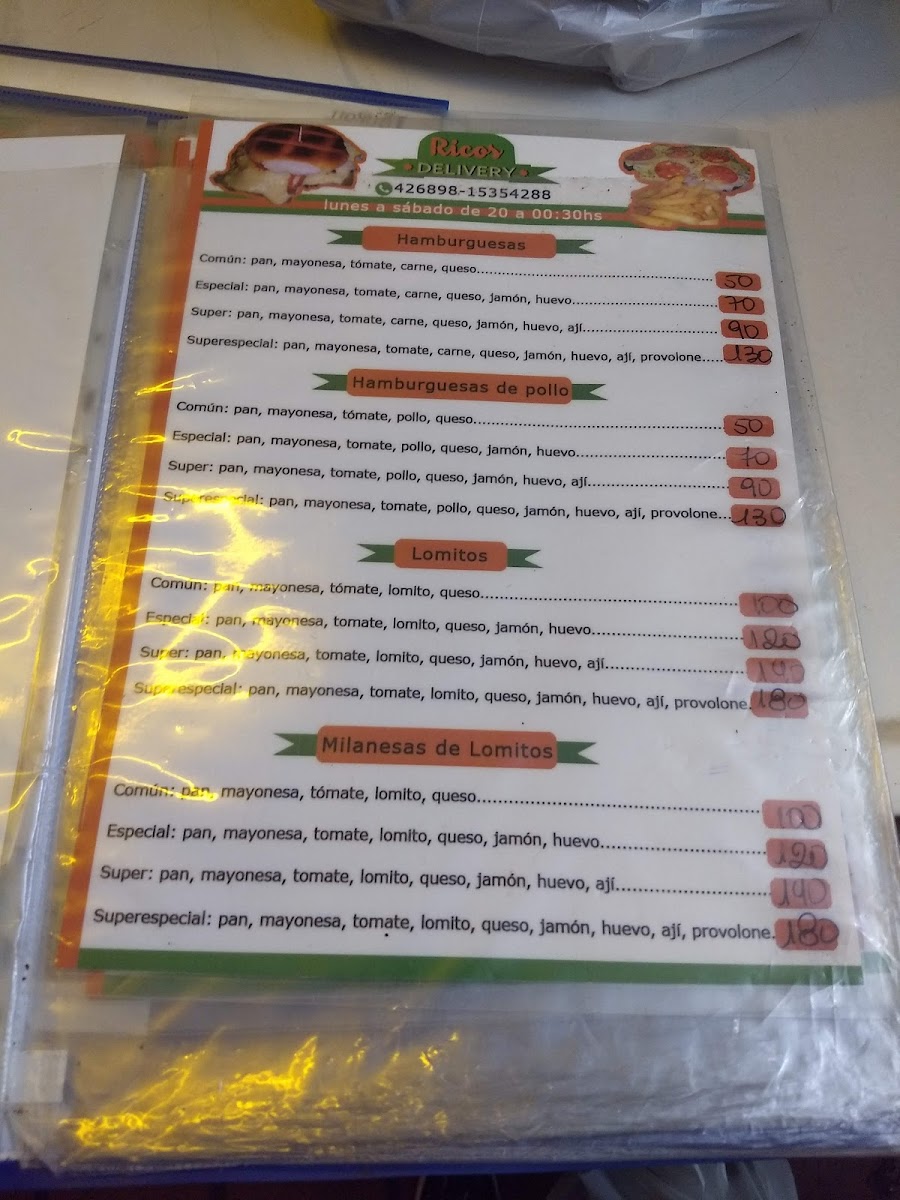 Ricos
DELIVERY
426898-15354288
lunes a sábado de 20 a 00:30hs
Hamburguesas
Común: pan, mayonesa, tómate, carne, queso 50
Especial: pan, mayonesa, tomate, carne, queso, jamón, huevo 70
Super: pan, mayonesa, tomate, carne, queso, jamón, huevo, ají 90
Superespecial: pan, mayonesa, tomate, carne, queso, jamón, huevo, ají, provolone 130
Hamburguesas de pollo
Común: pan, mayonesa, tómate, pollo, queso 50
Especial: pan, mayonesa, tomate, pollo, queso, jamón, huevo 70
Super: pan, mayonesa, tomate, pollo, queso, jamón, huevo, ají 90
Superespecial: pan, mayonesa, tomate, pollo, queso, jamón, huevo, ají, provolone 130
Lomitos
Común: pan, mayonesa, tómate, lomito, queso 100
Especial: pan, mayonesa, tomate, lomito, queso, jamón, huevo 120
Super: pan, mayonesa, tomate, lomito, queso, jamón, huevo, ají
Superespecial: pan, mayonesa, tomate, lomito, queso, jamón, huevo, ají, provolone. 180
Milanesas de Lomitos
Común: pan, mayonesa, tómate, lomito, queso 100
Especial: pan, mayonesa, tomate, lomito, queso, jamón, huevo 120
Super: pan, mayonesa, tomate, lomito, queso, jamón, huevo, ají
Superespecial: pan, mayonesa, tomate, lomito, queso, jamón, huevo, ají, provolone. 180